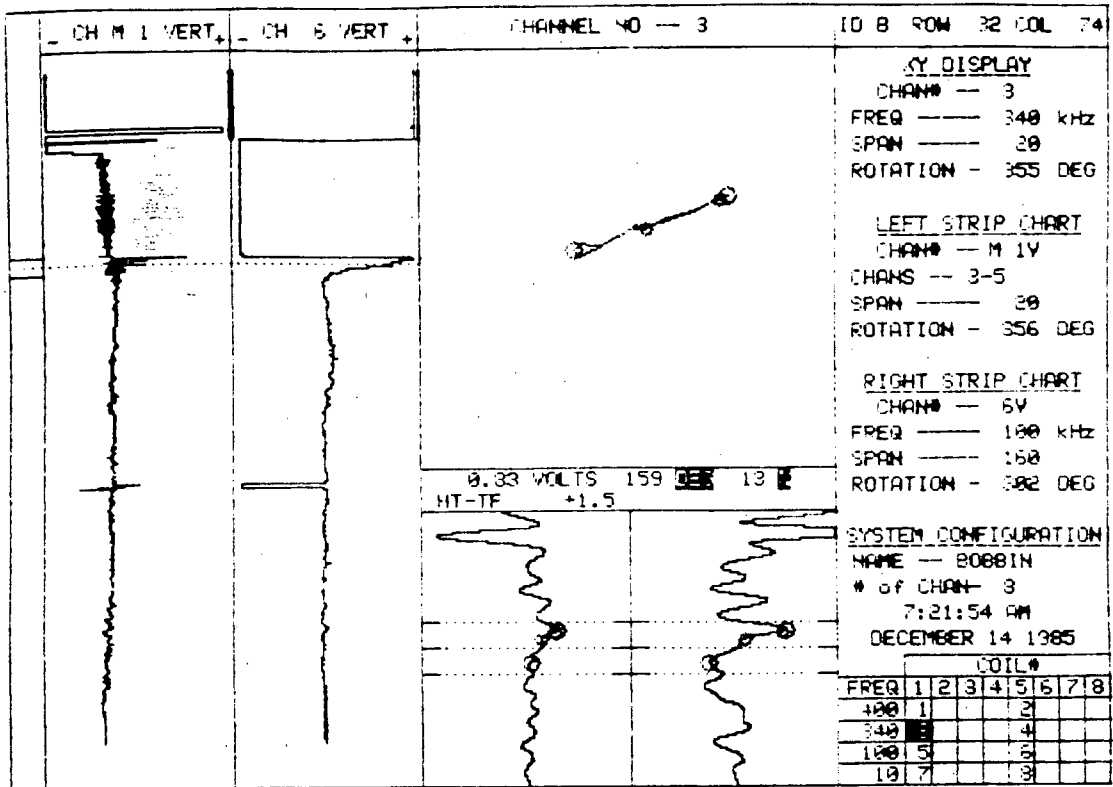 - CH M 1 VERT + - CH 6 VERT + CHANNEL NO -- 3 ID 8 ROW 32 COL 74
XY DISPLAY
CHAN# -- 3
FREQ ----- 340 kHz
SPAN ----- 20
ROTATION - 355 DEG
LEFT STRIP CHART
CHAN# -- M 1V
CHANS -- 3-5
SPAN ----- 20
ROTATION - 356 DEG
RIGHT STRIP CHART
CHAN# -- 6V
FREQ ----- 100 kHz
SPAN ----- 160
ROTATION - 302 DEG
0.33 VOLTS 159 DEG 13
HT-TF +1.5
SYSTEM CONFIGURATION
NAME -- BOBBIN
# of CHAN- 8
7:21:54 AM
DECEMBER 14 1985
COIL#
FREQ 1 2 3 4 5 6 7 8
400 1 2
340 3 4
100 5 6
10 7 8